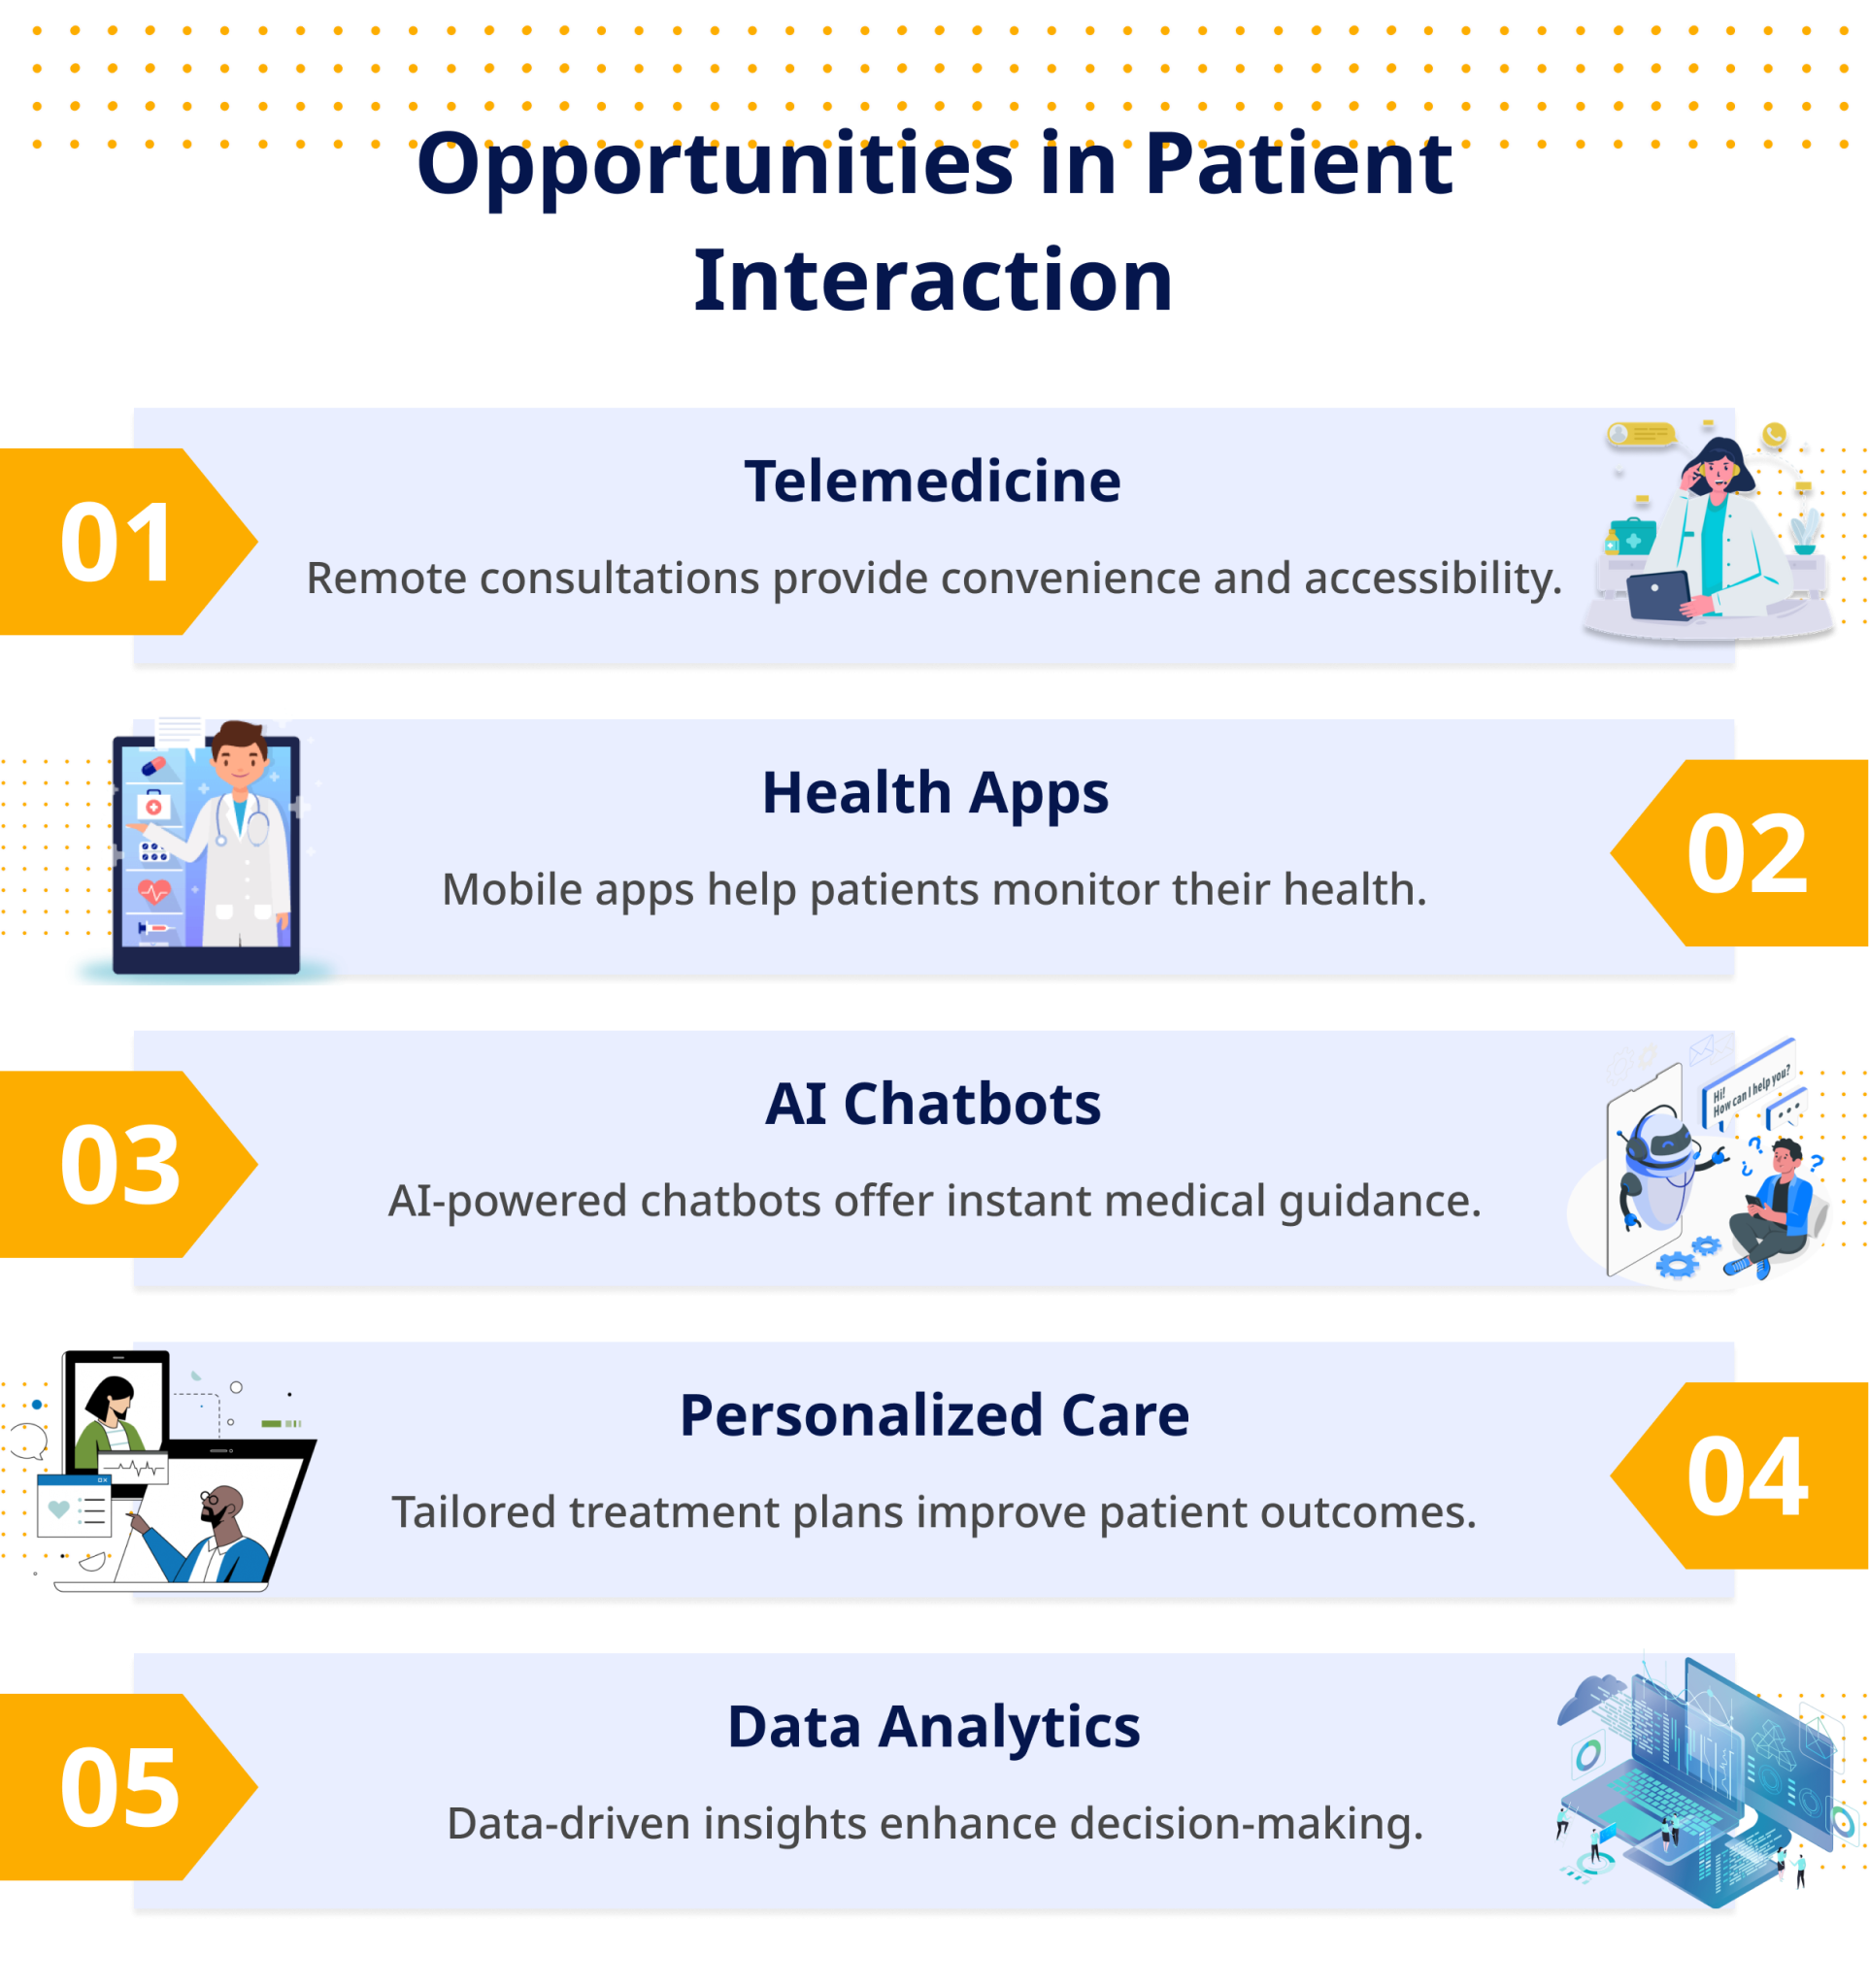 Opportunities in Patient
Interaction
01
Telemedicine
Remote consultations provide convenience and accessibility.
Health Apps
Mobile apps help patients monitor their health.
02
03
AI Chatbots
AI-powered chatbots offer instant medical guidance.
Hi!
How can I help you?
? ? ?
Personalized Care
Tailored treatment plans improve patient outcomes.
04
05
Data Analytics
Data-driven insights enhance decision-making.